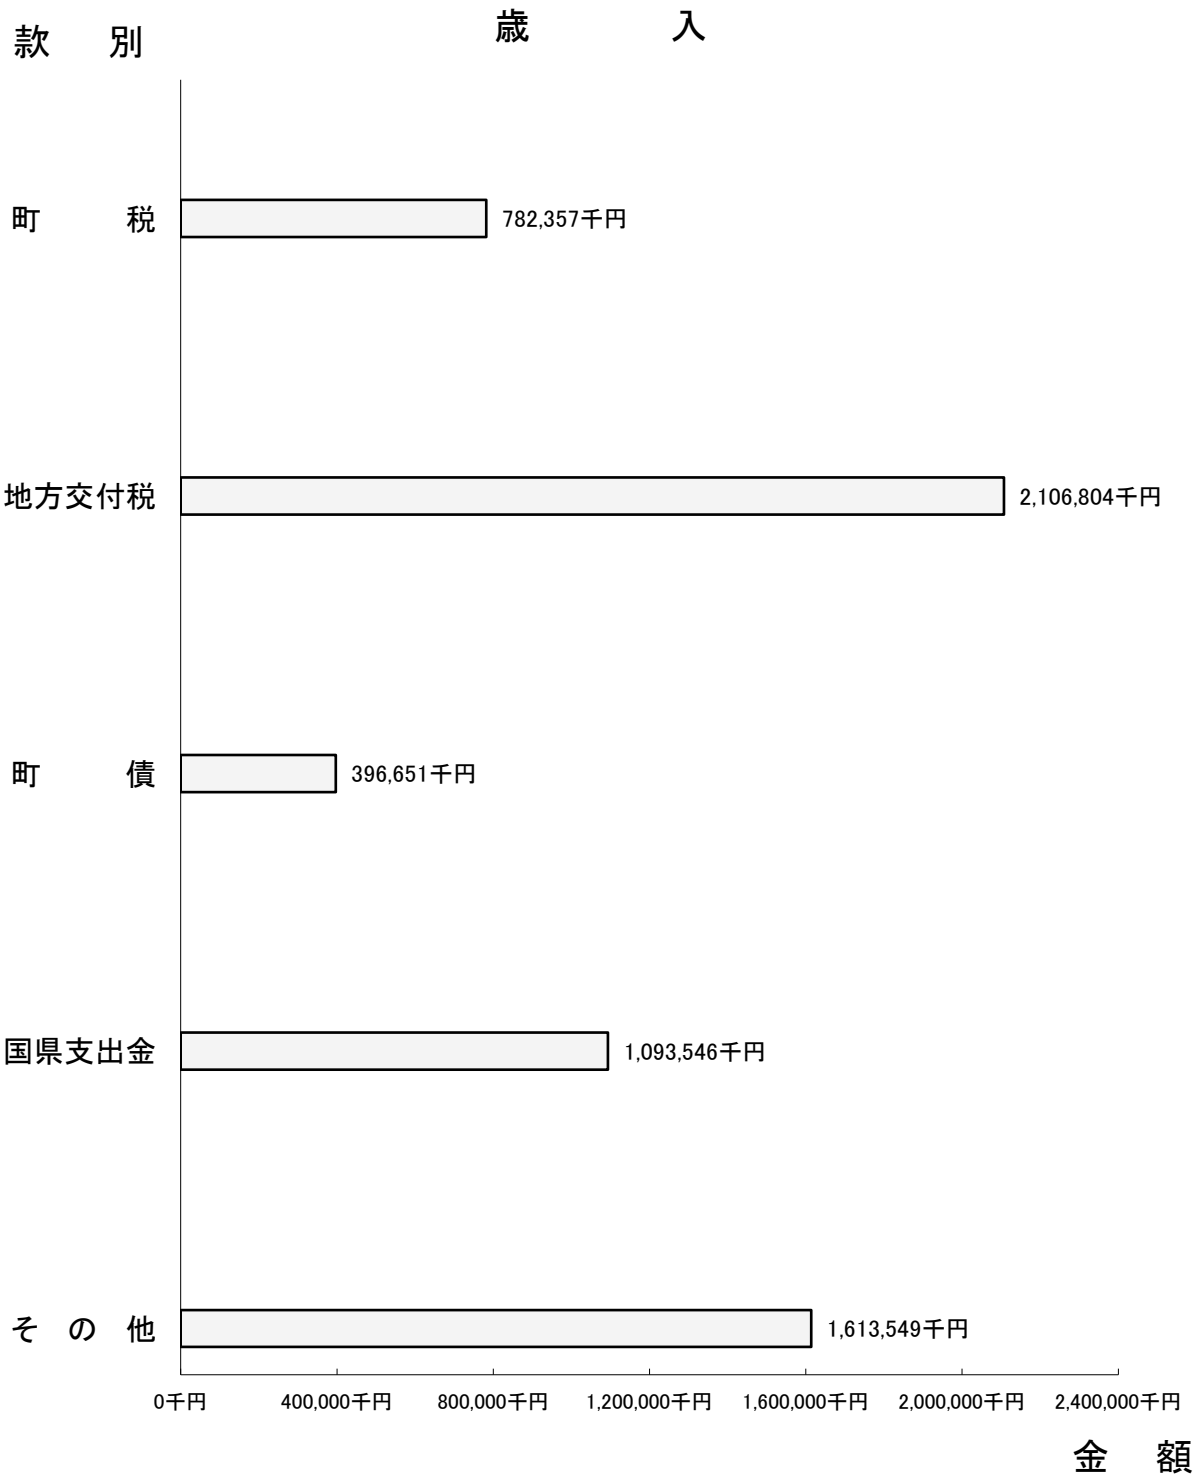 歳 入
款 別
町 税 782,357千円
地方交付税 2,106,804千円
町 債 396,651千円
国県支出金 1,093,546千円
そ の 他 1,613,549千円
0千円 400,000千円 800,000千円 1,200,000千円 1,600,000千円 2,000,000千円 2,400,000千円
金 額